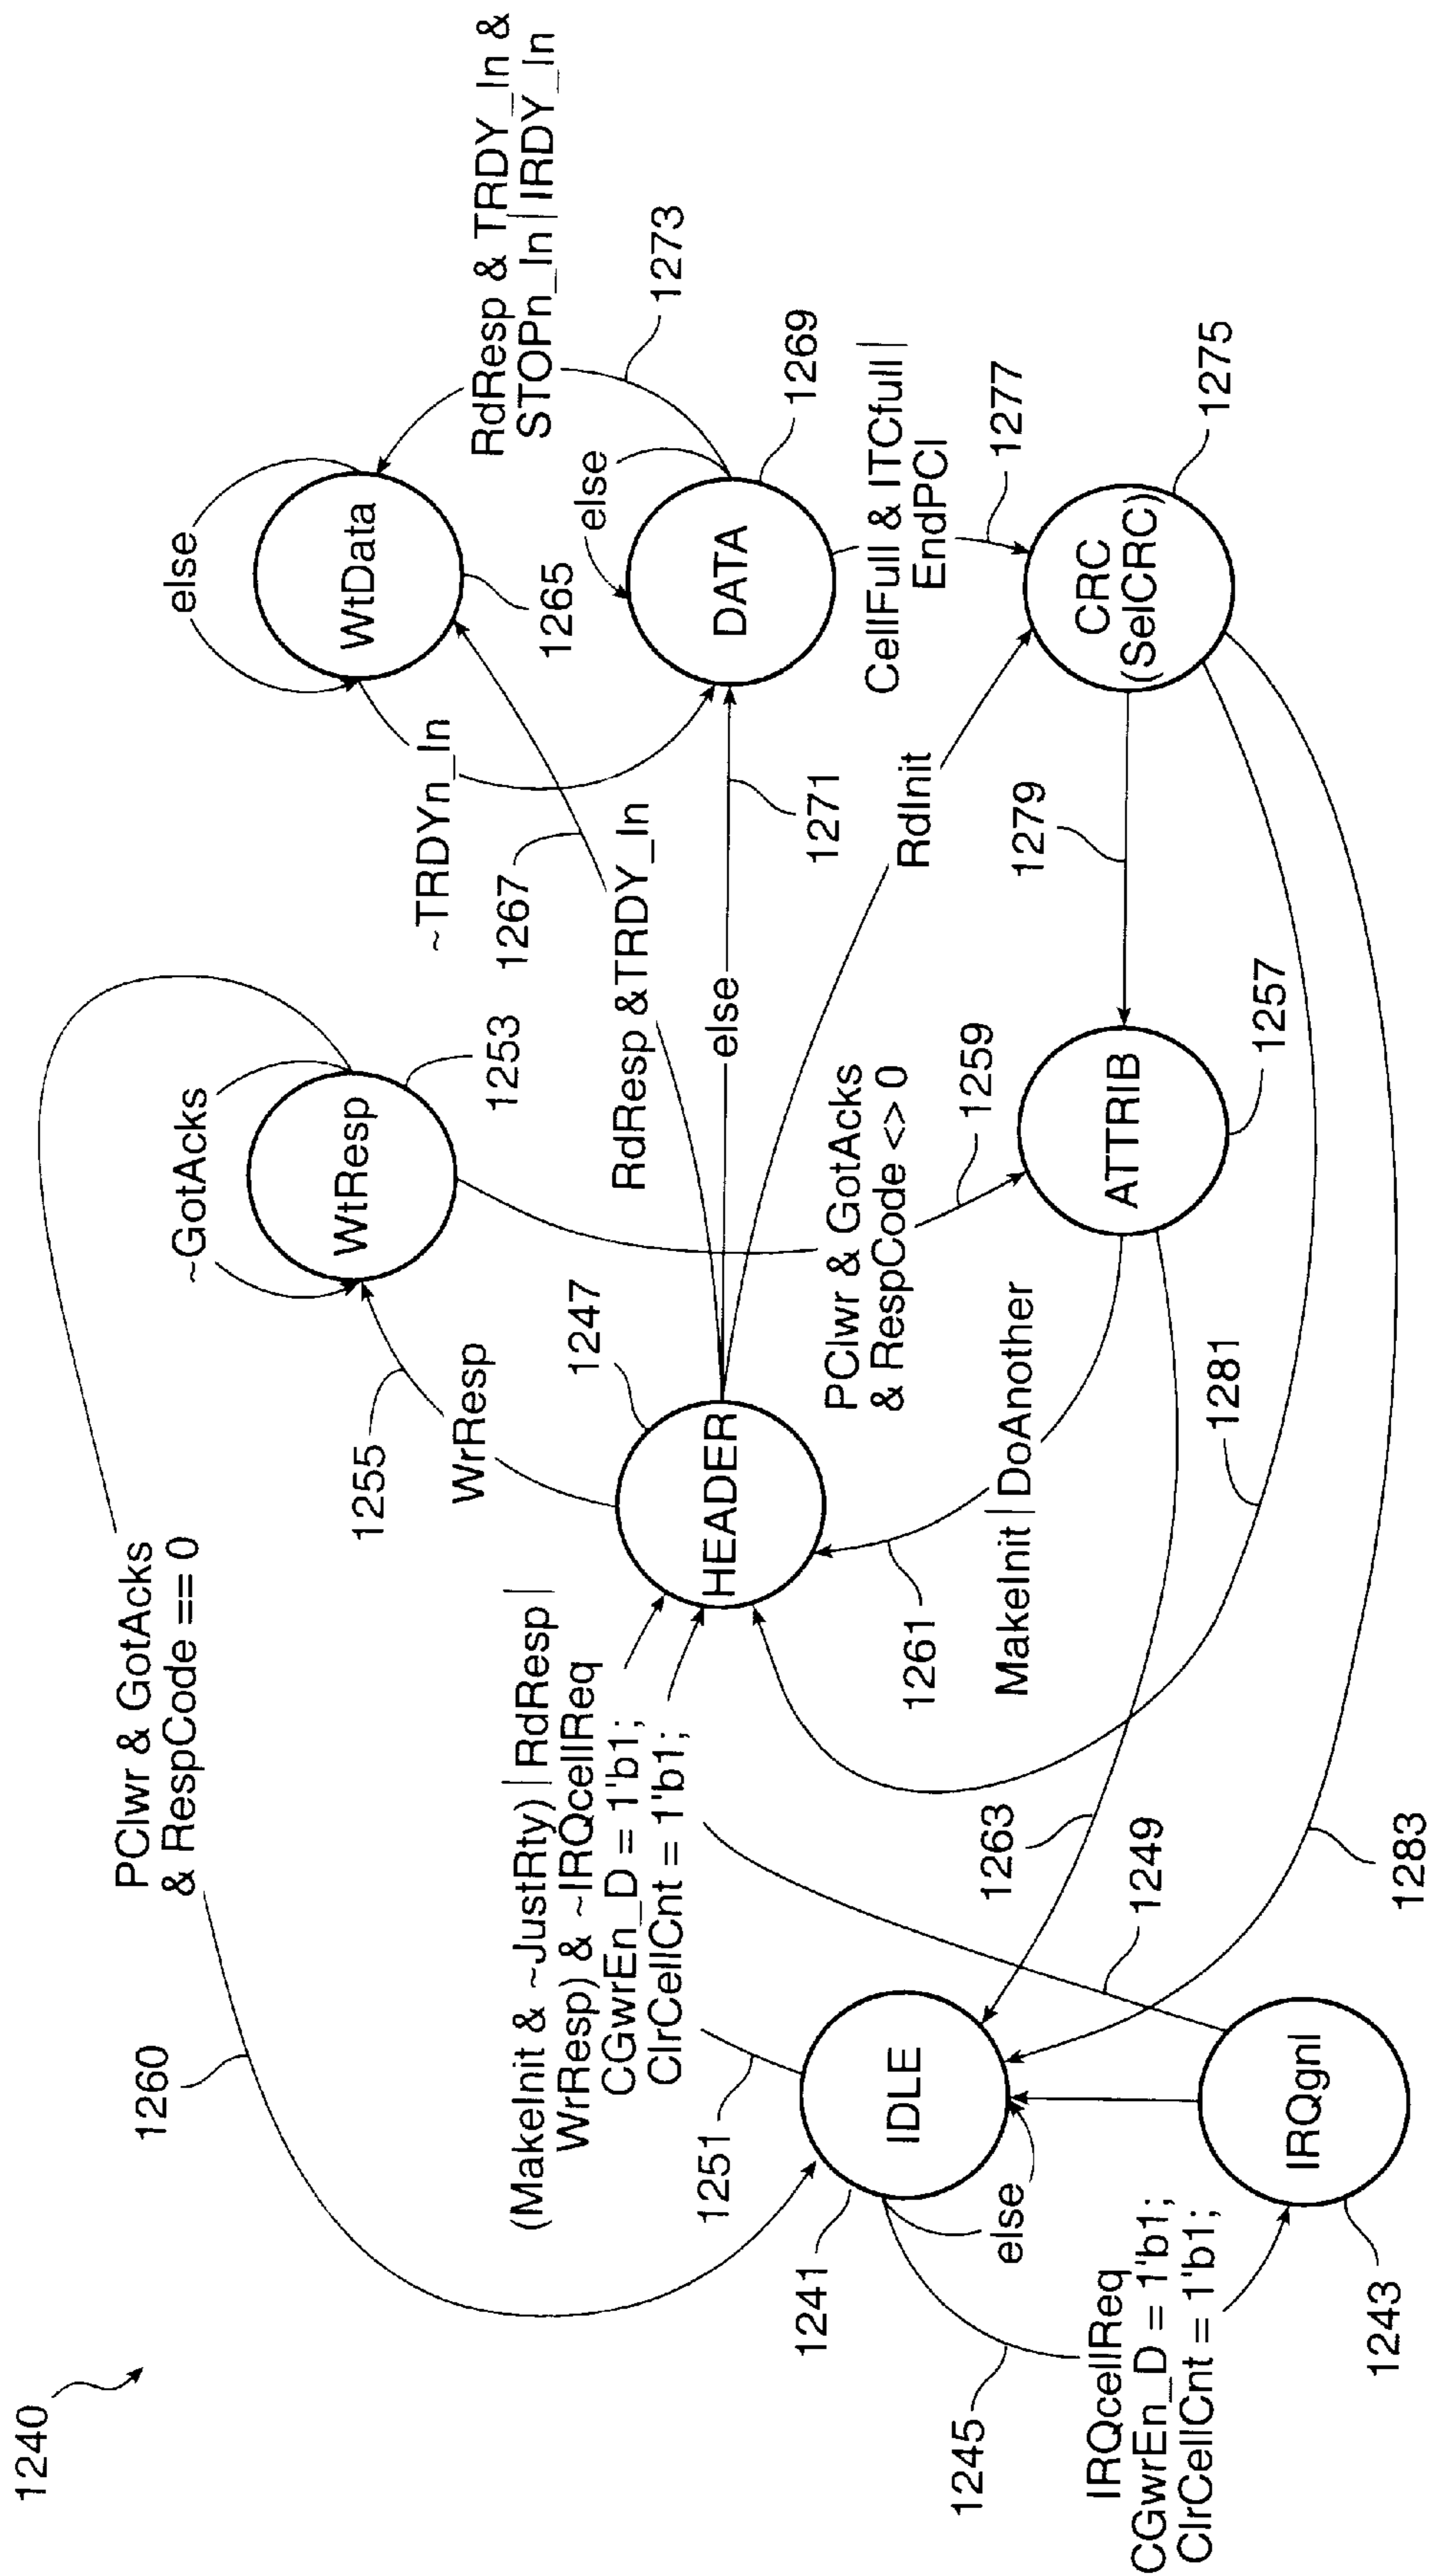 1240
1260
PCIwr & GotAcks
& RespCode == 0
~GotAcks
WtResp
1253
else
WtData
1265
RdResp & TRDY_In &
STOPn_In | IRDY_In
1273
~TRDYn_In
1267
else
DATA
1269
1255
WrResp
1247
HEADER
RdResp & TRDY_In
else
1271
RdInit
CellFull & ITCfull |
EndPCI
1277
CRC
(SelCRC)
1275
(MakeInit & ~JustRty) | RdResp |
WrResp) & ~IRQcellReq
CGwrEn_D = 1'b1;
ClrCellCnt = 1'b1;
1251
PCIwr & GotAcks
& RespCode <> 0
1259
1279
ATTRIB
1257
1261
MakeInit | DoAnother
1281
1241
IDLE
else
1263
1249
1283
1245
IRQcellReq
CGwrEn_D = 1'b1;
ClrCellCnt = 1'b1;
IRQgnl
1243